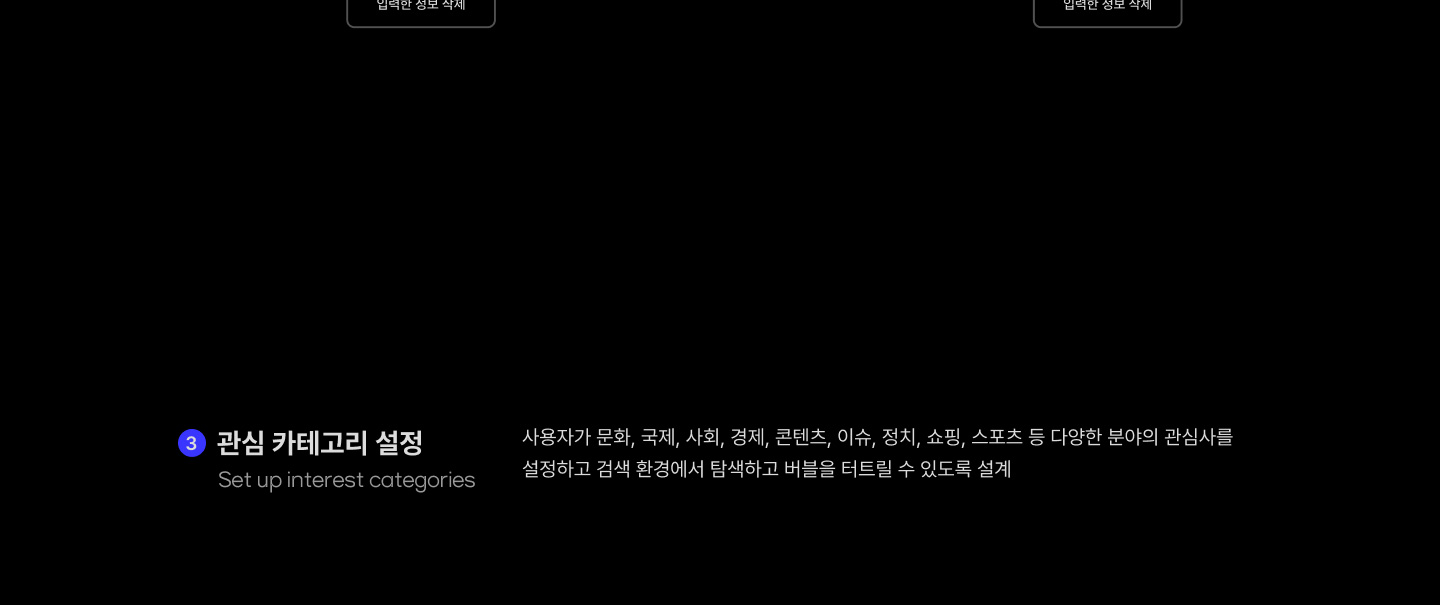 입력한 정보 삭제
입력한 정보 삭제
3 관심 카테고리 설정
Set up interest categories
사용자가 문화, 국제, 사회, 경제, 콘텐츠, 이슈, 정치, 쇼핑, 스포츠 등 다양한 분야의 관심사를
설정하고 검색 환경에서 탐색하고 버블을 터트릴 수 있도록 설계